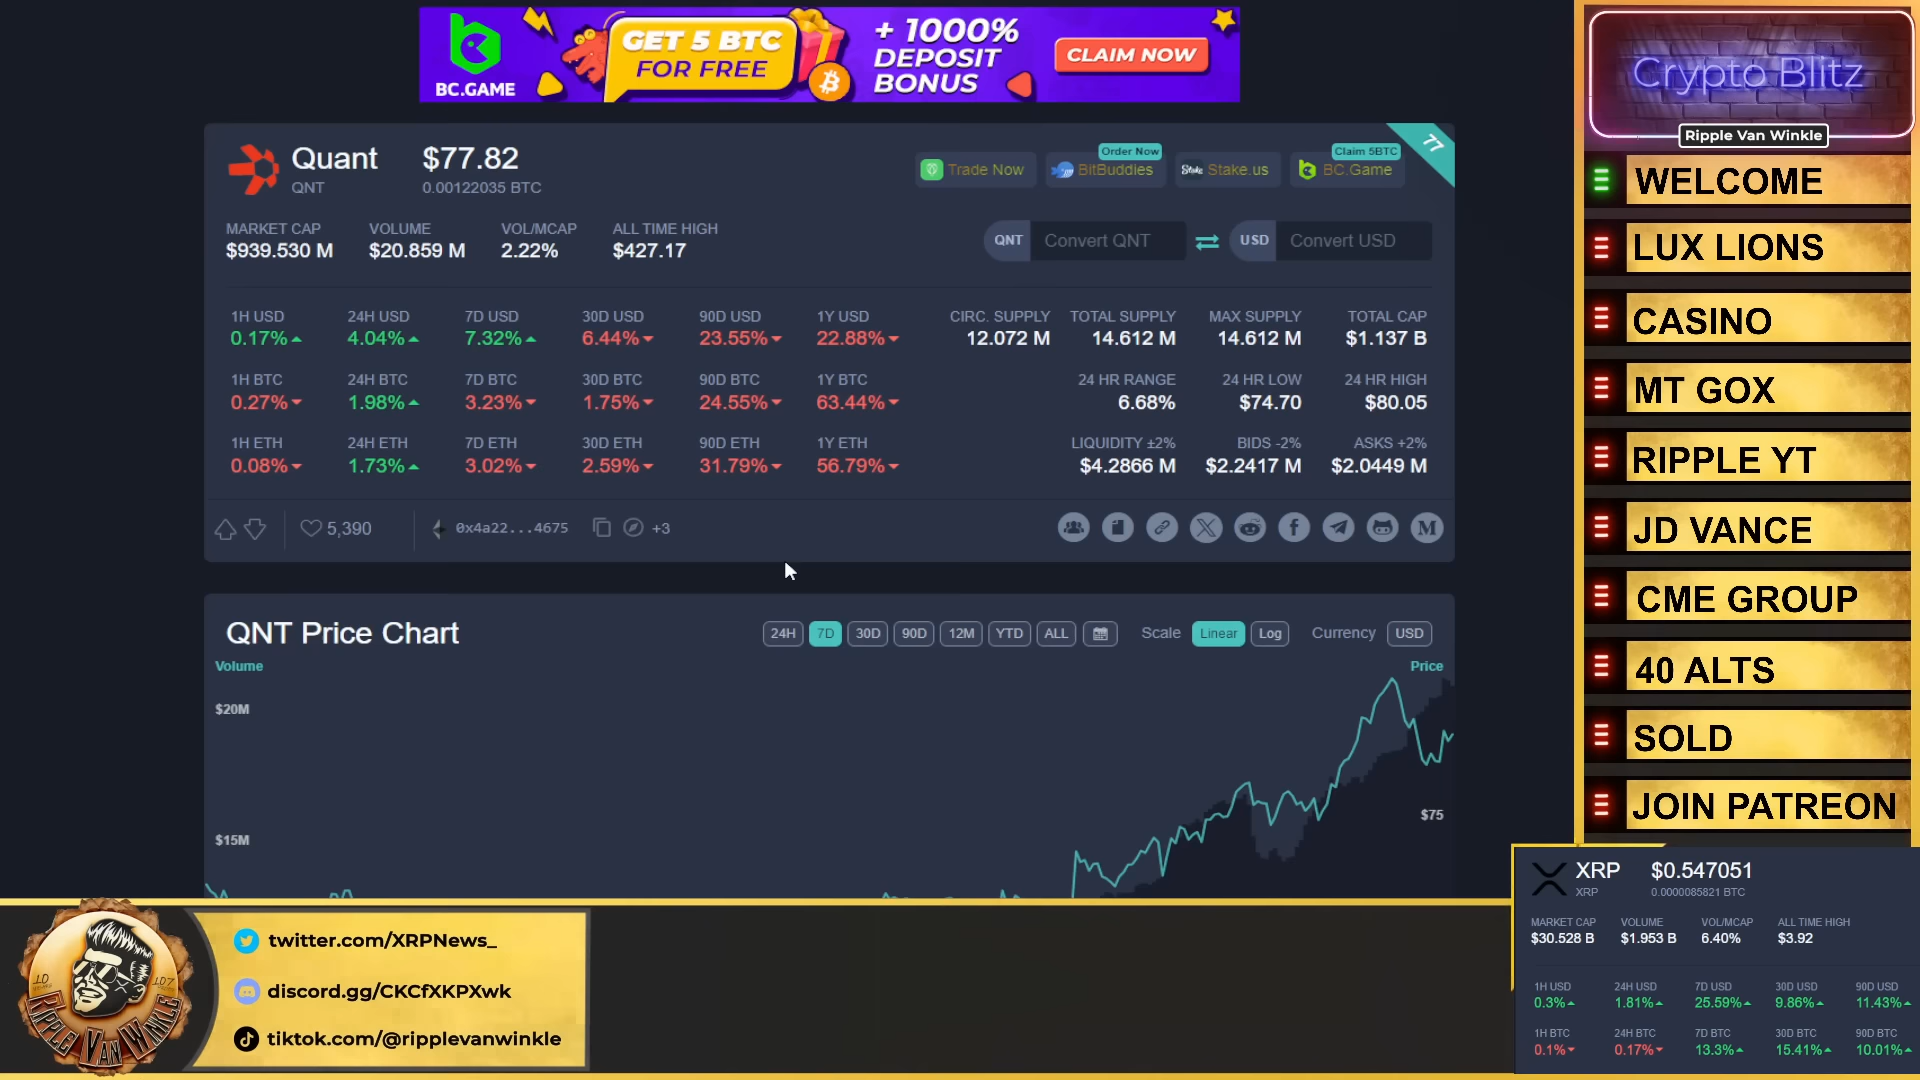 BC.GAME
GET 5 BTC
FOR FREE
+ 1000%
DEPOSIT
BONUS
CLAIM NOW
Quant
QNT
$77.82
0.00122035 BTC
Trade Now
Order Now
BitBuddies
Stake
Stake.us
Claim 5BTC
BC.Game
77
MARKET CAP VOLUME VOL/MCAP ALL TIME HIGH
$939.530 M $20.859 M 2.22% $427.17
QNT Convert QNT USD Convert USD
1H USD 24H USD 7D USD 30D USD 90D USD 1Y USD
0.17% 4.04% 7.32% 6.44% 23.55% 22.88%
1H BTC 24H BTC 7D BTC 30D BTC 90D BTC 1Y BTC
0.27% 1.98% 3.23% 1.75% 24.55% 63.44%
1H ETH 24H ETH 7D ETH 30D ETH 90D ETH 1Y ETH
0.08% 1.73% 3.02% 2.59% 31.79% 56.79%
CIRC. SUPPLY TOTAL SUPPLY MAX SUPPLY TOTAL CAP
12.072 M 14.612 M 14.612 M $1.137 B
24 HR RANGE 24 HR LOW 24 HR HIGH
6.68% $74.70 $80.05
LIQUIDITY ±2% BIDS -2% ASKS +2%
$4.2866 M $2.2417 M $2.0449 M
5,390 0x4a22...4675 +3
QNT Price Chart
24H 7D 30D 90D 12M YTD ALL Scale Linear Log Currency USD
Volume Price
$20M
$75
$15M
Crypto Blitz
Ripple Van Winkle
WELCOME
LUX LIONS
CASINO
MT GOX
RIPPLE YT
JD VANCE
CME GROUP
40 ALTS
SOLD
JOIN PATREON
XRP $0.547051
XRP 0.0000085821 BTC
MARKET CAP VOLUME VOL/MCAP ALL TIME HIGH
$30.528 B $1.953 B 6.40% $3.92
1H USD 24H USD 7D USD 30D USD 90D USD
0.3% 1.81% 25.59% 9.86% 11.43%
1H BTC 24H BTC 7D BTC 30D BTC 90D BTC
0.1% 0.17% 13.3% 15.41% 10.01%
RIPPLE VAN WINKLE
twitter.com/XRPNews_
discord.gg/CKCfXKPXwk
tiktok.com/@ripplevanwinkle